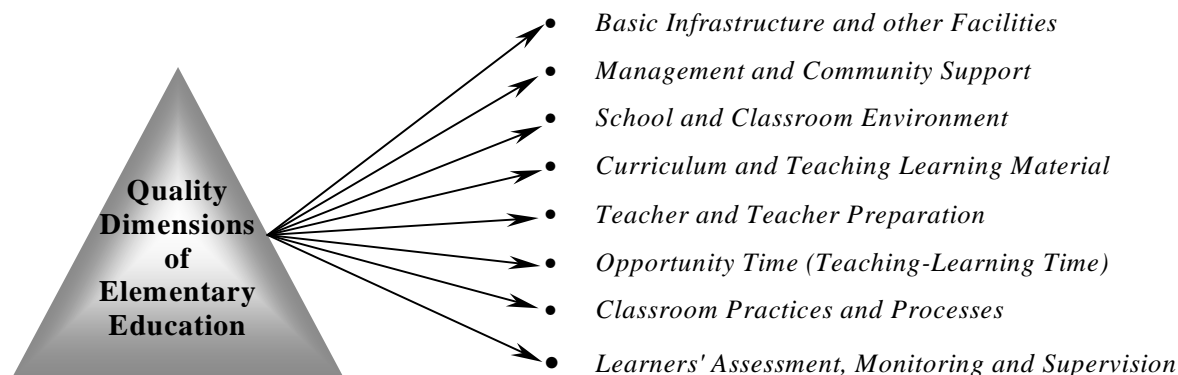 Quality
Dimensions
of
Elementary
Education
• Basic Infrastructure and other Facilities
• Management and Community Support
• School and Classroom Environment
• Curriculum and Teaching Learning Material
• Teacher and Teacher Preparation
• Opportunity Time (Teaching-Learning Time)
• Classroom Practices and Processes
• Learners' Assessment, Monitoring and Supervision